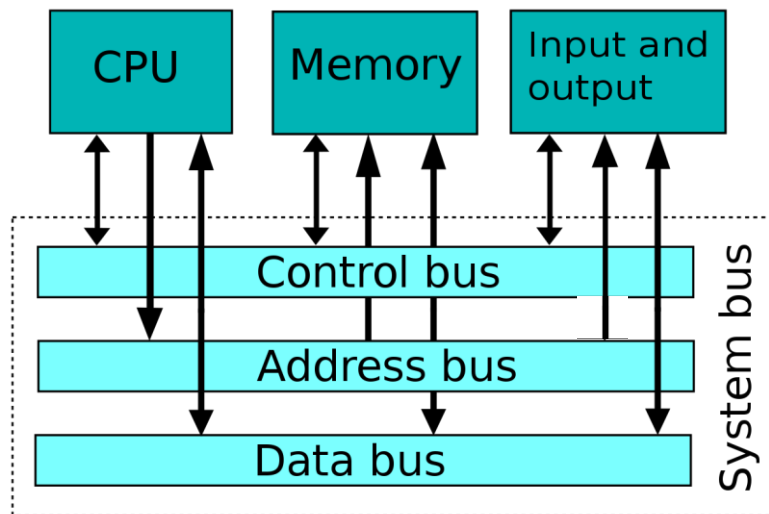 CPU
Memory
Input and
output
Control bus
Address bus
Data bus
System bus